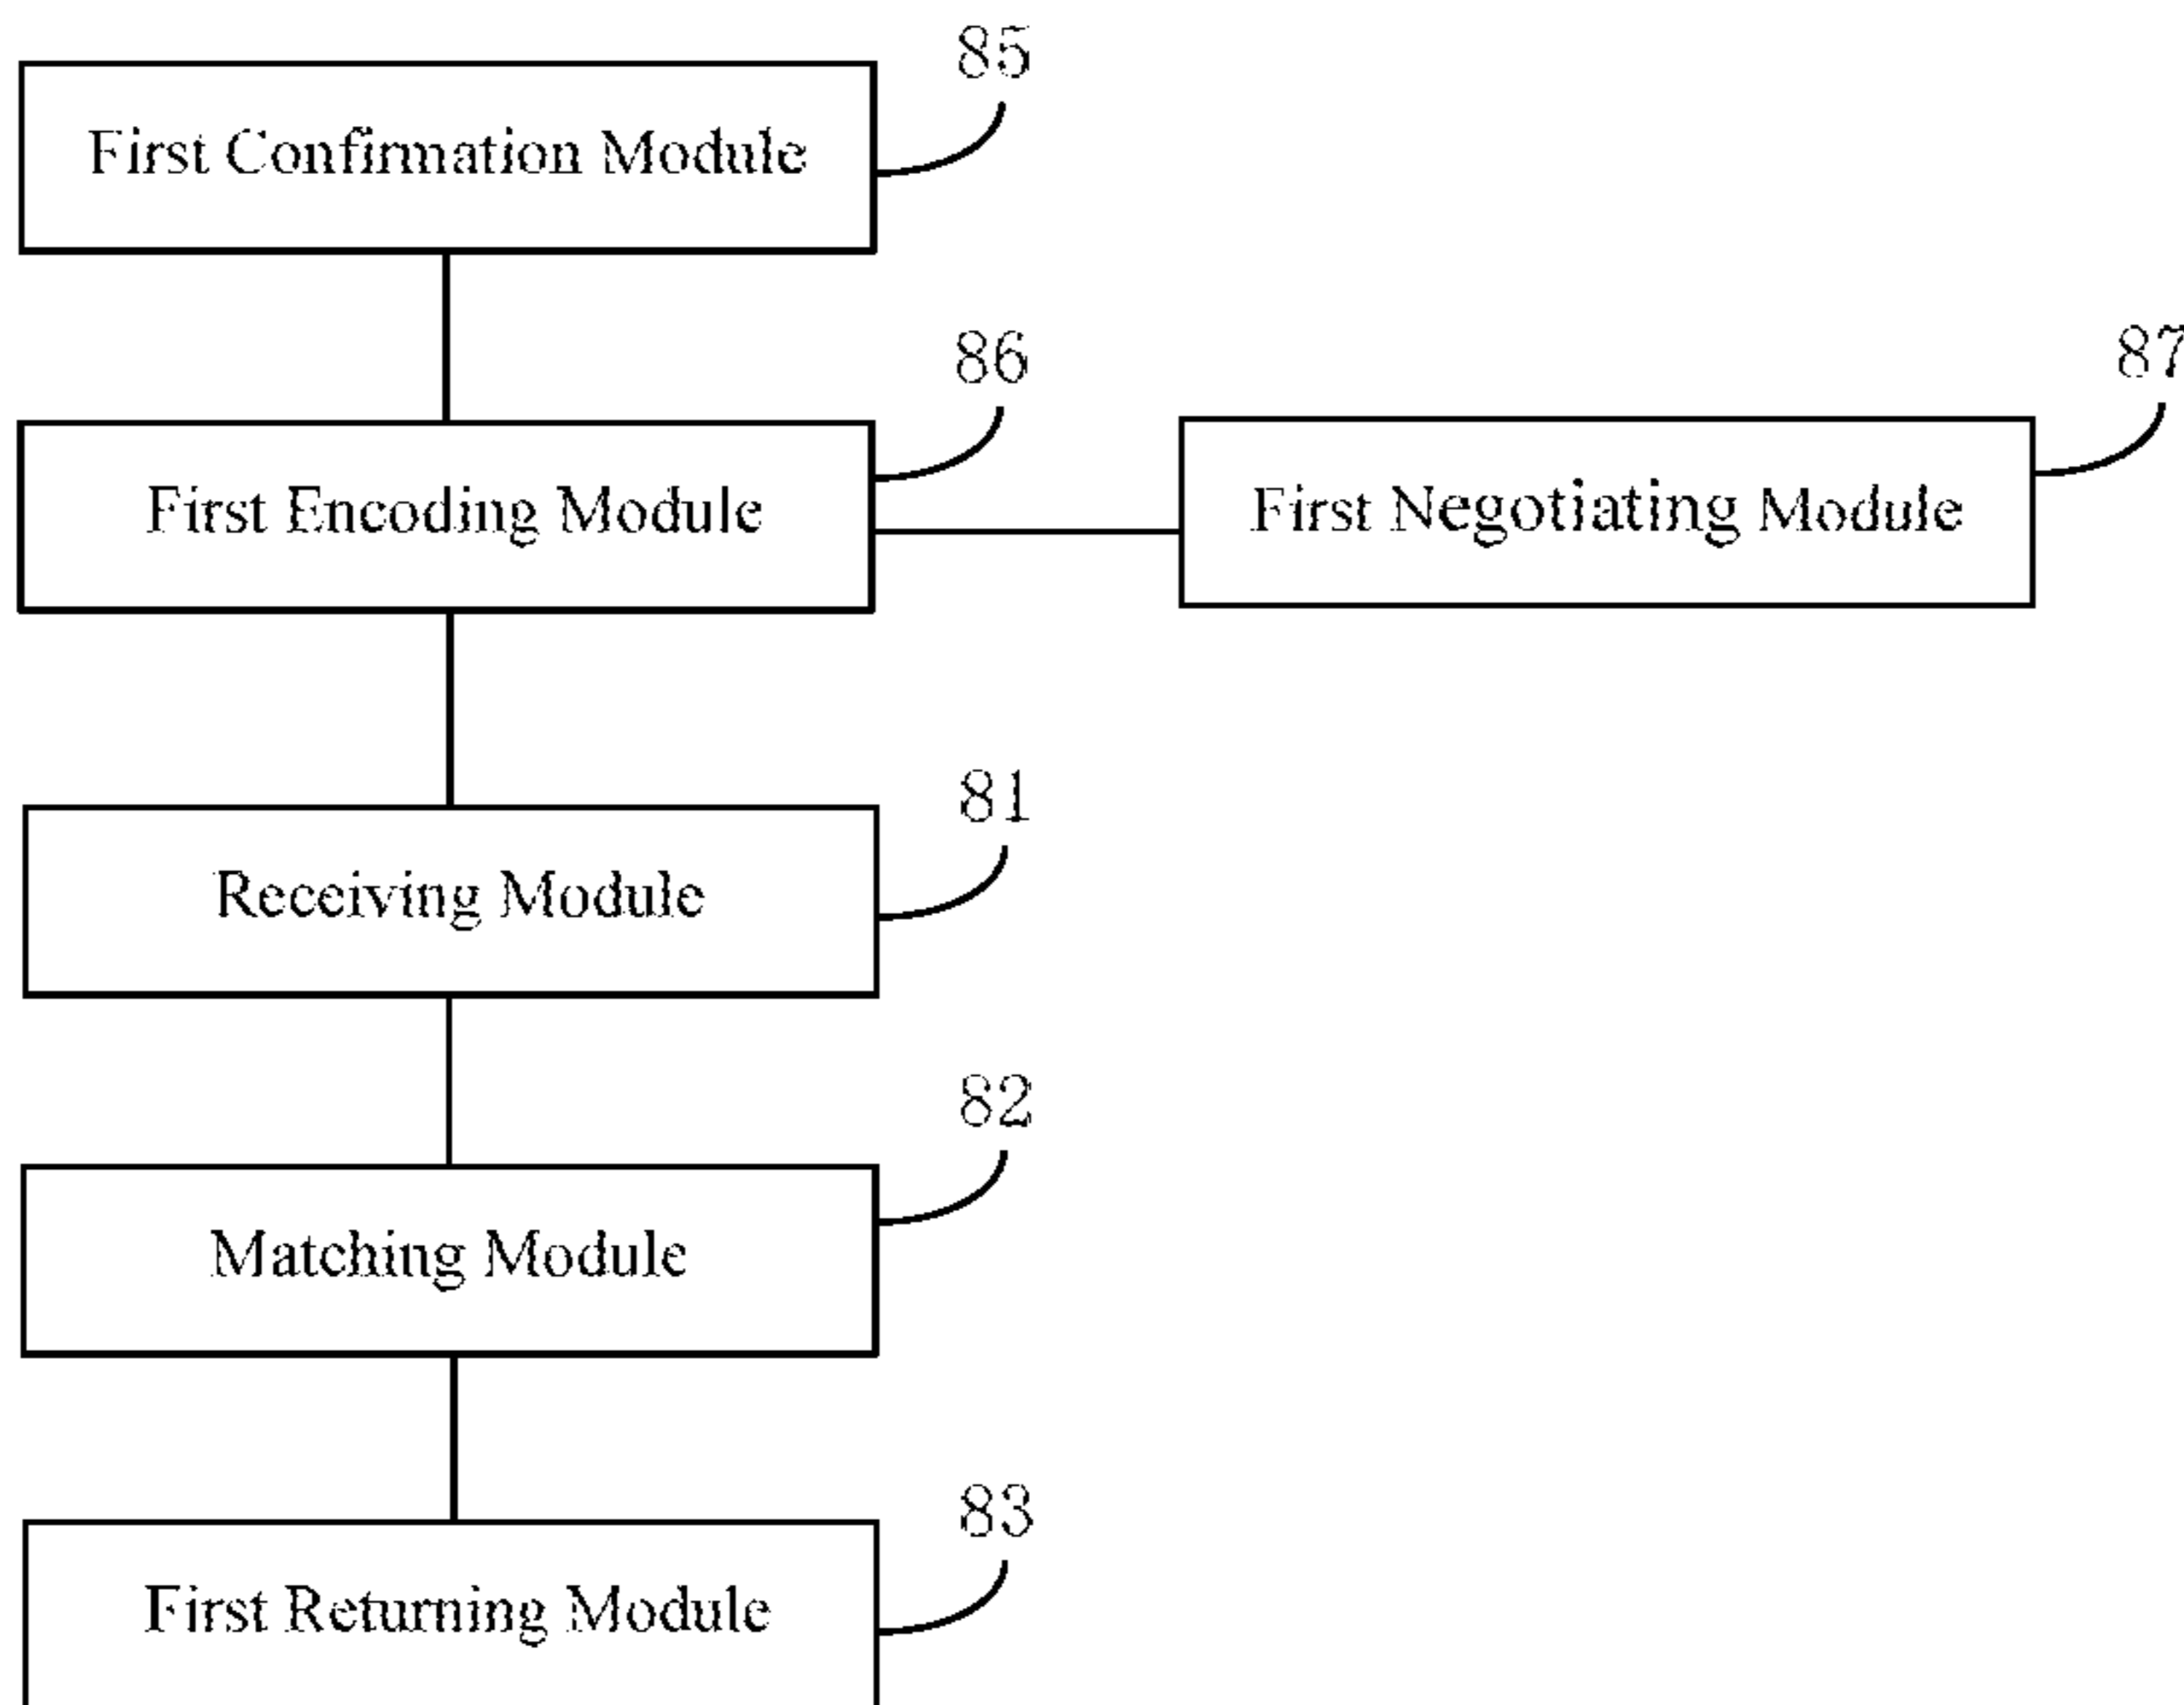 85
First Confirmation Module
86
87
First Encoding Module
First Negotiating Module
81
Receiving Module
82
Matching Module
83
First Returning Module